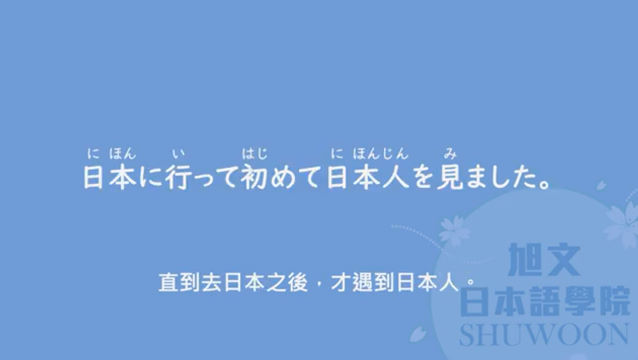 に ほん い はじ に ほんじん み
日本に行って初めて日本人を見ました。
直到去日本之後，才遇到日本人。
旭文
日本語學院
SHUWOON